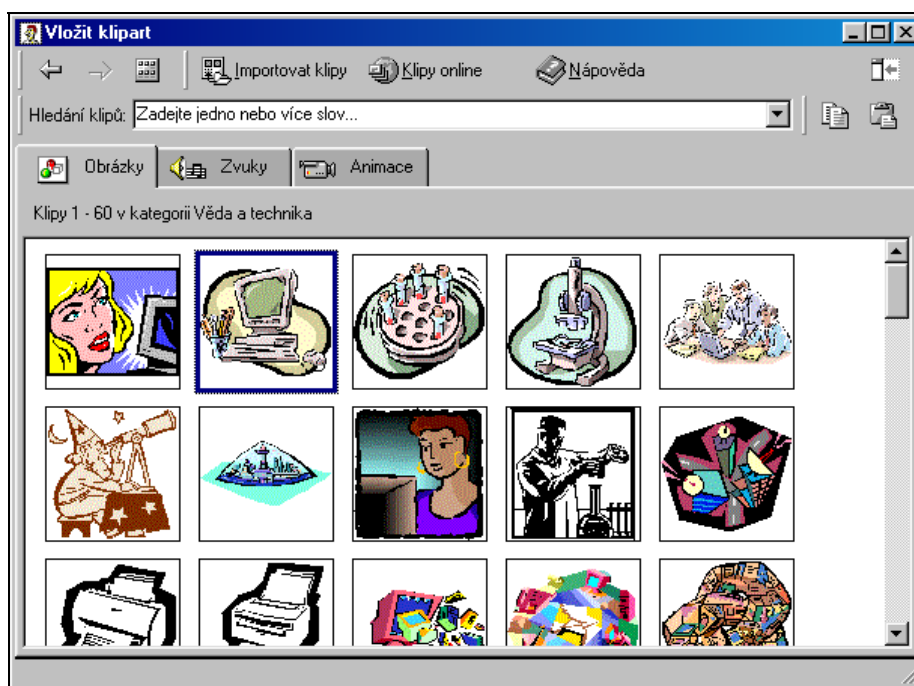 Vložit klipart
Importovat klipy Klipy online Nápověda
Hledání klipů: Zadejte jedno nebo více slov...
Obrázky Zvuky Animace
Klipy 1 - 60 v kategorii Věda a technika